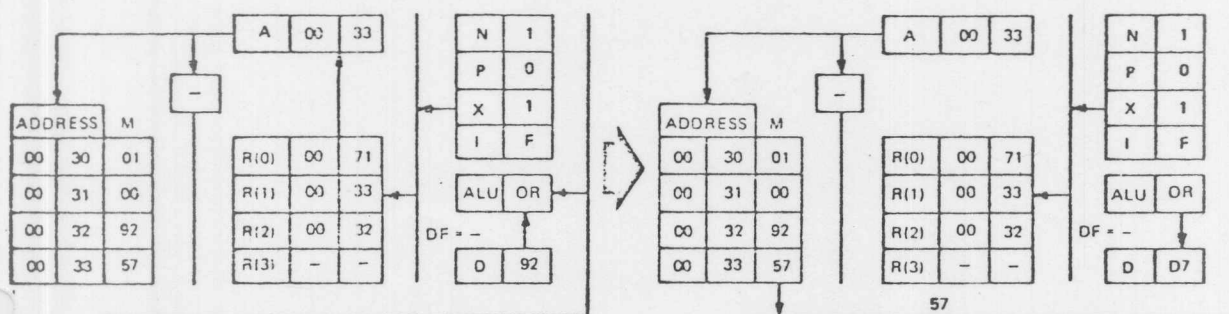 A 00 33
N 1
P 0
X 1
I F
–
ADDRESS M
00 30 01
00 31 00
00 32 92
00 33 57
R(0) 00 71
R(1) 00 33
R(2) 00 32
R(3) – –
ALU OR
DF = –
D 92
A 00 33
N 1
P 0
X 1
I F
–
ADDRESS M
00 30 01
00 31 00
00 32 92
00 33 57
R(0) 00 71
R(1) 00 33
R(2) 00 32
R(3) – –
ALU OR
DF = –
D D7
57